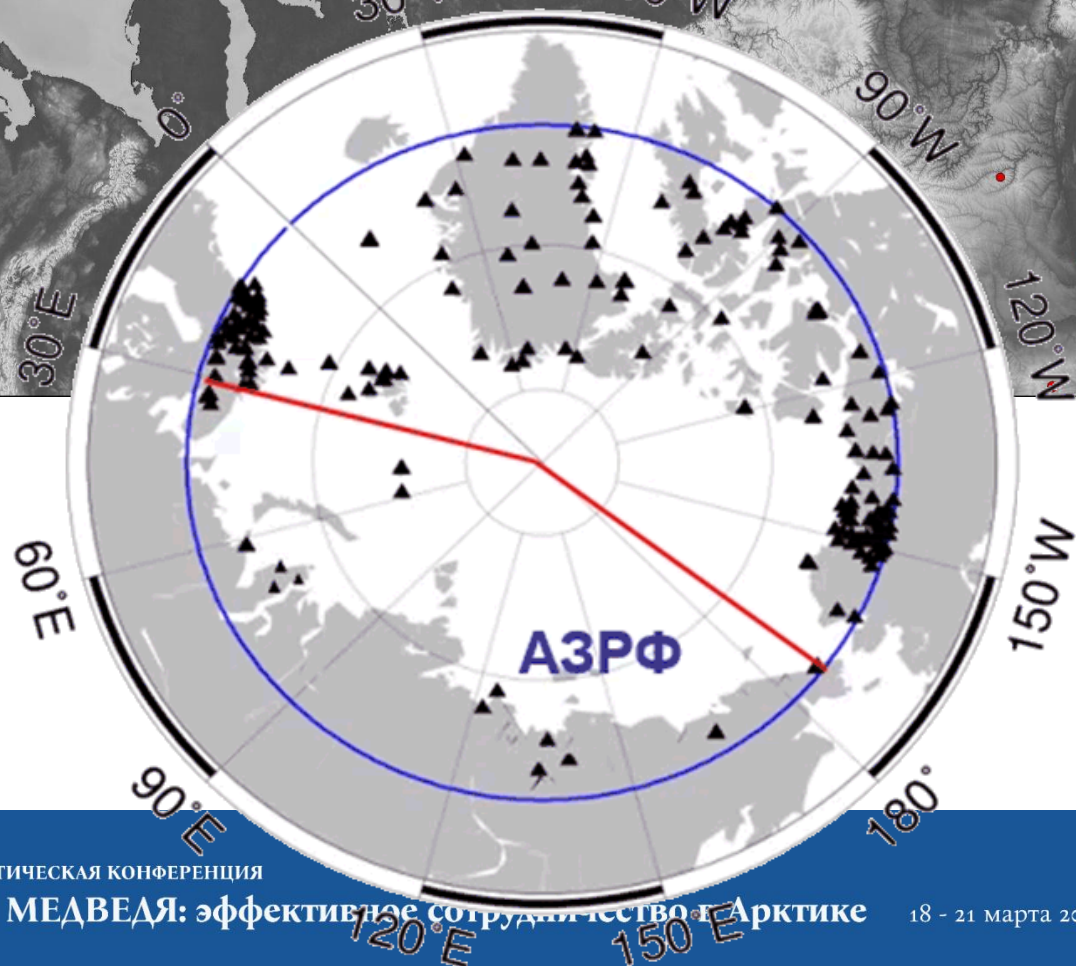 0°
90°W
30°E
120°W
60°E
150°W
АЗРФ
90°E
180°
ТИЧЕСКАЯ КОНФЕРЕНЦИЯ
МЕДВЕДЯ: эффективное сотрудничество в Арктике
18 - 21 марта
120°E
150°E